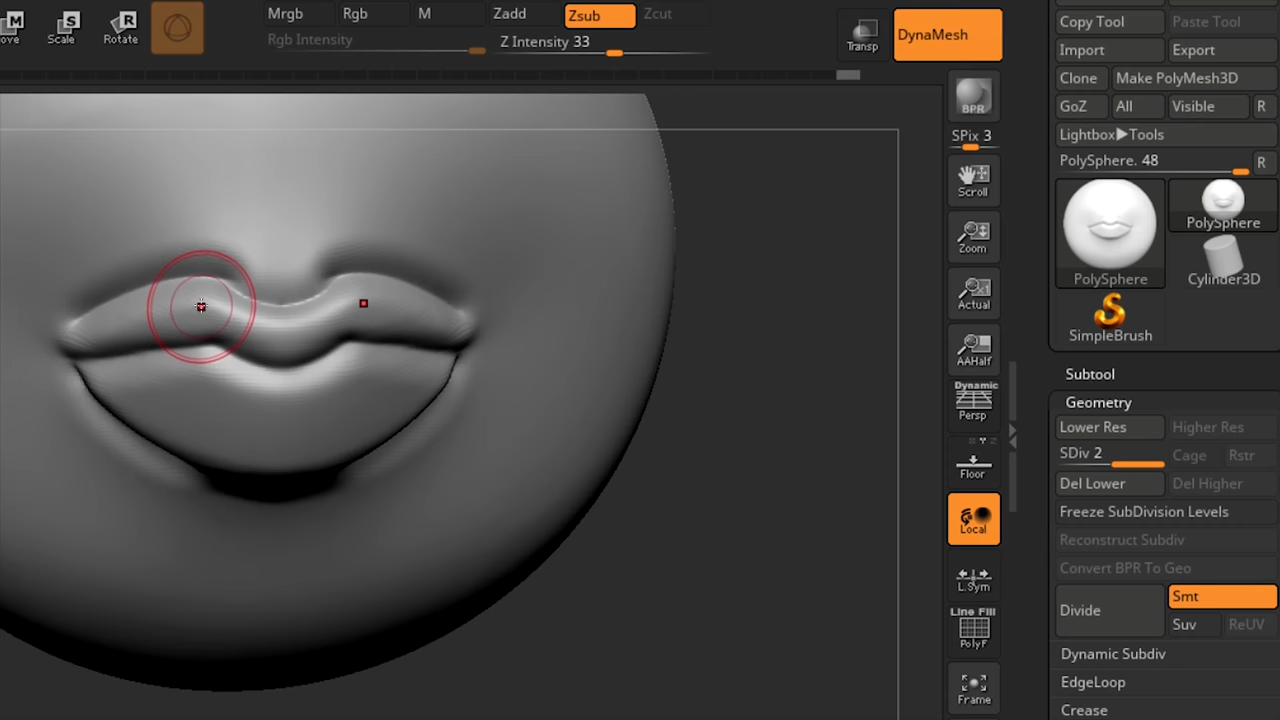 Mrgb Rgb M Zadd Zsub Zcut
Rgb Intensity Z Intensity 33
M S R
Scale Rotate
Transp
DynaMesh
BPR
SPix 3
Scroll
Zoom
Actual
AAHalf
Dynamic
Persp
Floor
Local
L.Sym
Line Fill
PolyF
Frame
Copy Tool Paste Tool
Import Export
Clone Make PolyMesh3D
GoZ All Visible R
Lightbox▶Tools
PolySphere. 48 R
PolySphere
PolySphere
Cylinder3D
SimpleBrush
Subtool
Geometry
Lower Res Higher Res
SDiv 2 Cage Rstr
Del Lower Del Higher
Freeze SubDivision Levels
Reconstruct Subdiv
Convert BPR To Geo
Divide Smt
Suv ReUV
Dynamic Subdiv
EdgeLoop
Crease